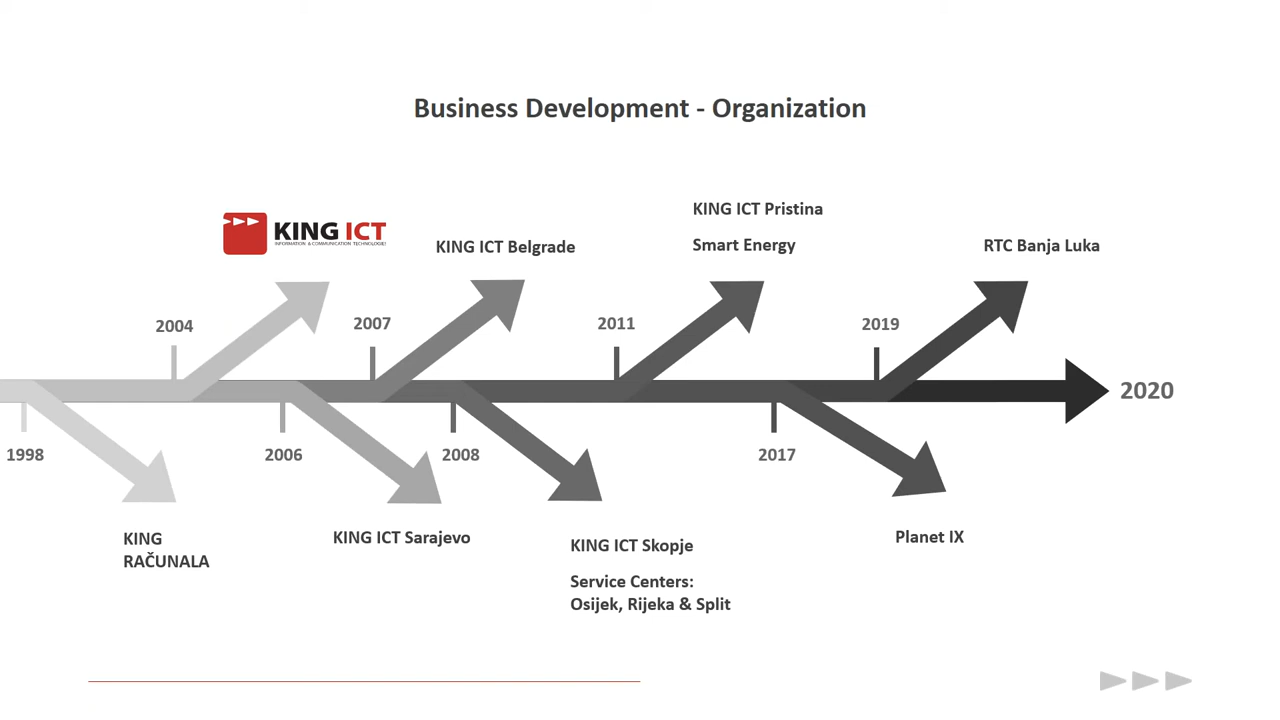 Business Development - Organization
KING ICT Pristina
Smart Energy
KING ICT
INFORMATION & COMMUNICATION TECHNOLOGIES
KING ICT Belgrade
RTC Banja Luka
2004
2007
2011
2019
2020
1998
2006
2008
2017
KING
RAČUNALA
KING ICT Sarajevo
KING ICT Skopje
Service Centers:
Osijek, Rijeka & Split
Planet IX